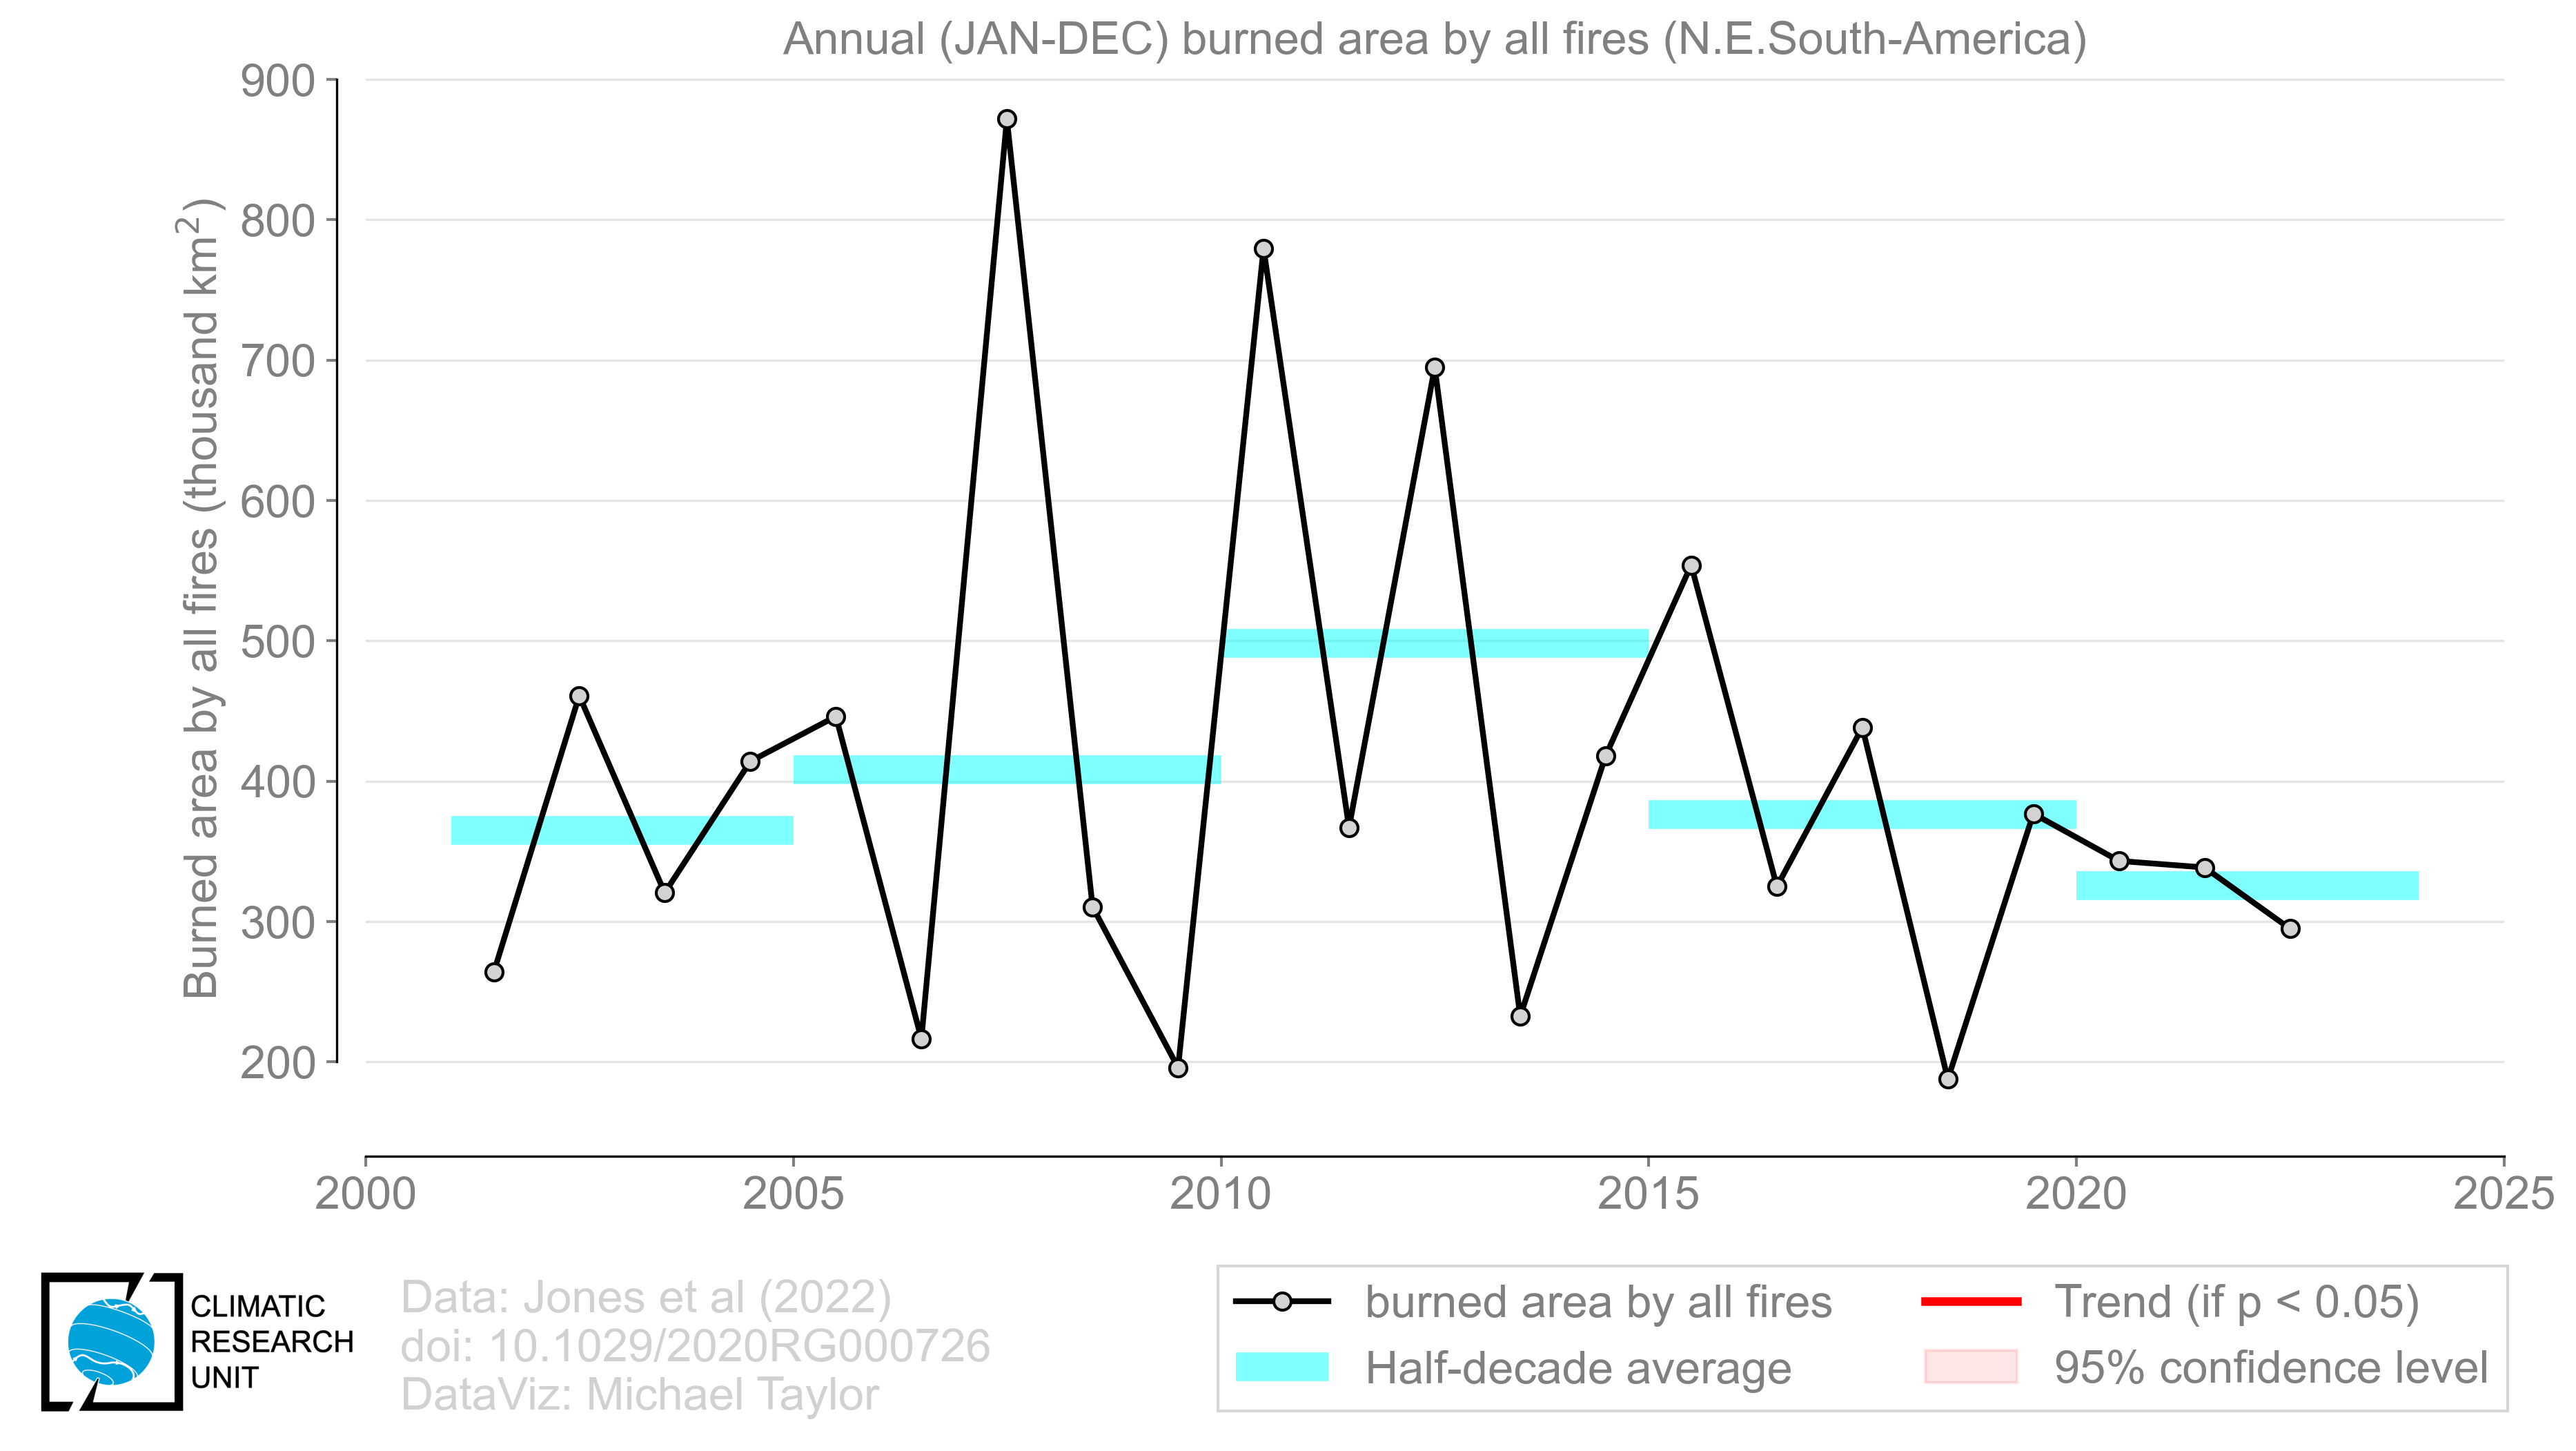 Annual (JAN-DEC) burned area by all fires (N.E.South-America)
Burned area by all fires (thousand km²)
900
800
700
600
500
400
300
200
2000 2005 2010 2015 2020 2025
CLIMATIC
RESEARCH
UNIT
Data: Jones et al (2022)
doi: 10.1029/2020RG000726
DataViz: Michael Taylor
burned area by all fires
Half-decade average
Trend (if p < 0.05)
95% confidence level